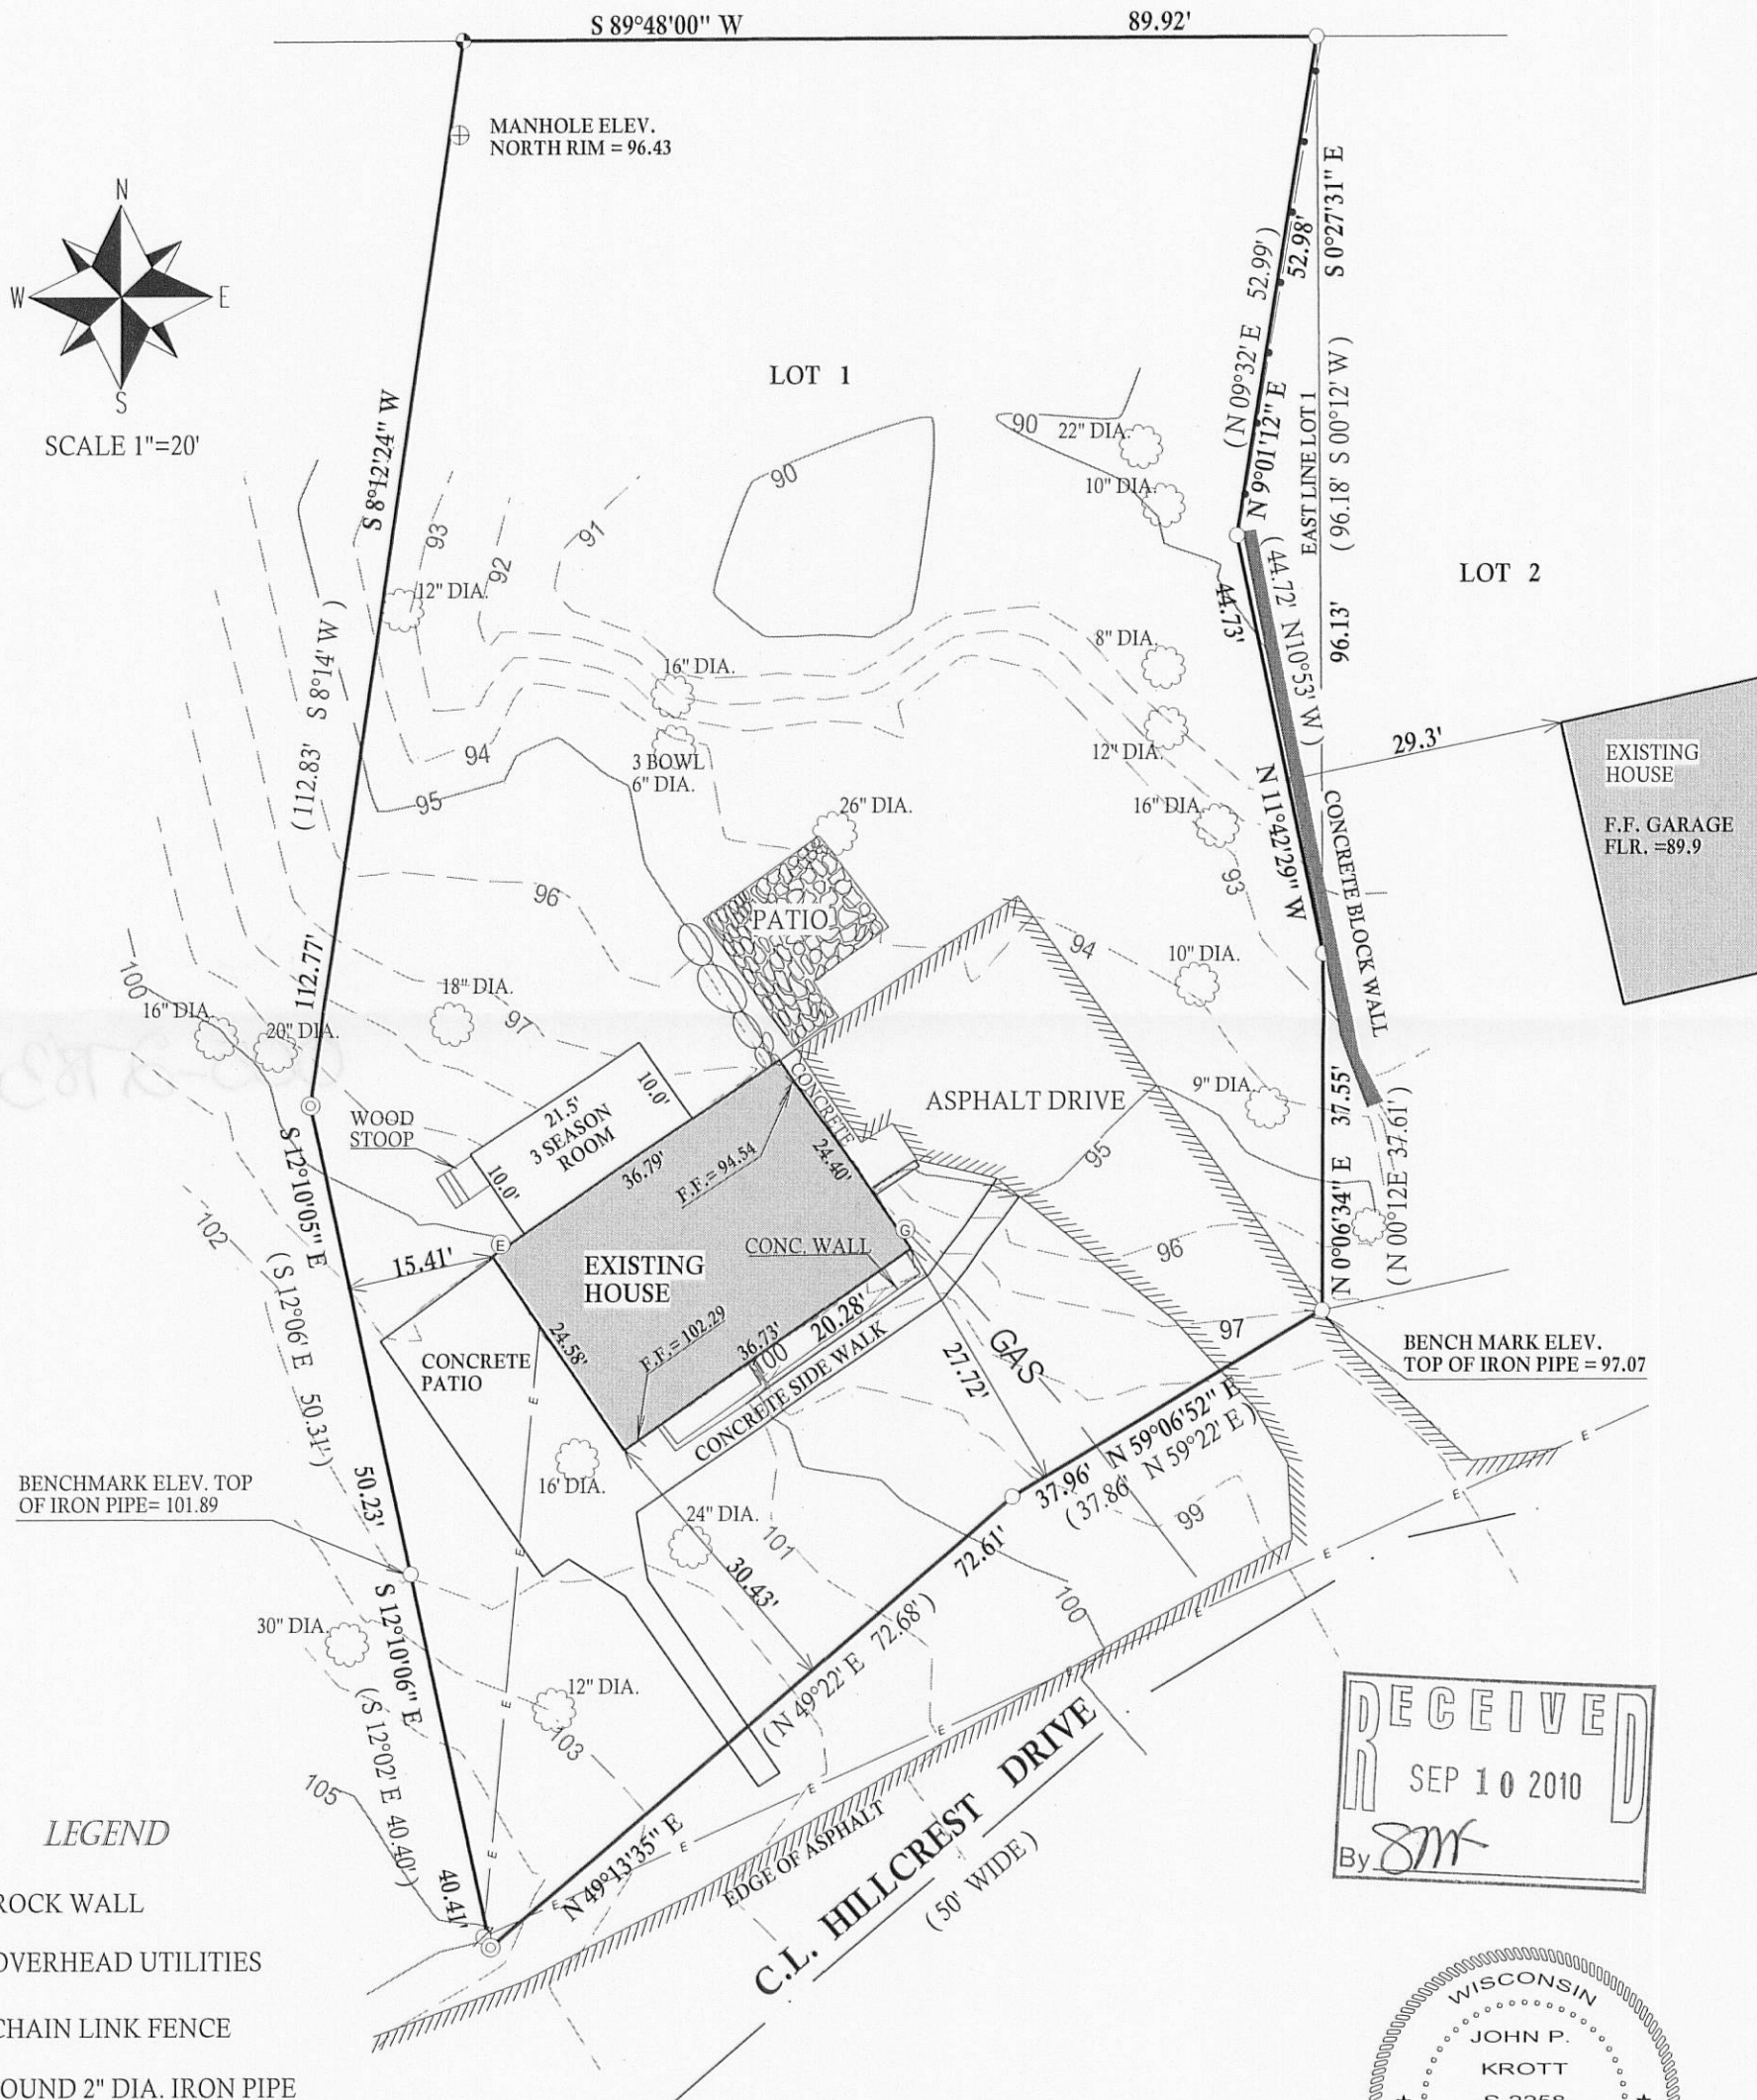 S 89°48'00" W 89.92'
MANHOLE ELEV.
NORTH RIM = 96.43
N
W E
S
SCALE 1"=20'
LOT 1
S 8°12'24" W
(112.83' S 8°14' W)
112.77'
(N 09°32' E 52.99')
52.98'
N 9°01'12" E
S 0°27'31" E
EAST LINE LOT 1
(96.18' S 00°12' W)
96.13'
LOT 2
90
90
22" DIA.
10" DIA.
93
92
91
12" DIA.
44.73'
(44.72' N10°53' W)
N 11°42'29" W
8" DIA.
16" DIA.
94
3 BOWL
6" DIA.
12" DIA.
29.3'
EXISTING
HOUSE
F.F. GARAGE
FLR. =89.9
95
26" DIA.
16" DIA.
93
CONCRETE BLOCK WALL
96
PATIO
94
10" DIA.
100
16" DIA.
20" DIA.
18" DIA.
97
CONCRETE
ASPHALT DRIVE
9" DIA.
37.55'
N 0°06'34" E
(N 00°12E 37.61')
WOOD
STOOP
21.5'
3 SEASON
ROOM
10.0'
10.0'
36.79'
F.F.= 94.54
24.40'
95
S 12°10'05" E
(S 12°06' E 50.31')
50.23'
102
E
G
15.41'
EXISTING
HOUSE
CONC. WALL
96
24.58'
F.F.= 102.29
36.73'
20.28'
100
CONCRETE SIDE WALK
CONCRETE
PATIO
GAS
27.72'
97
BENCH MARK ELEV.
TOP OF IRON PIPE = 97.07
N 59°06'52" E
37.96'
(37.86' N 59°22' E)
E
BENCHMARK ELEV. TOP
OF IRON PIPE= 101.89
16' DIA.
24" DIA.
101
30.43'
72.61'
99
100
E
E
E
E
E
S 12°10'06" E
(S 12°02' E 40.40')
40.41'
30" DIA.
12" DIA.
103
105
(N 49°22' E 72.68')
N 49°13'35" E
E
E
E
E
E
E
E
EDGE OF ASPHALT
C.L. HILLCREST DRIVE
(50' WIDE)
RECEIVED
SEP 10 2010
By SMK
LEGEND
ROCK WALL
OVERHEAD UTILITIES
CHAIN LINK FENCE
OUND 2" DIA. IRON PIPE
WISCONSIN
JOHN P.
KROTT